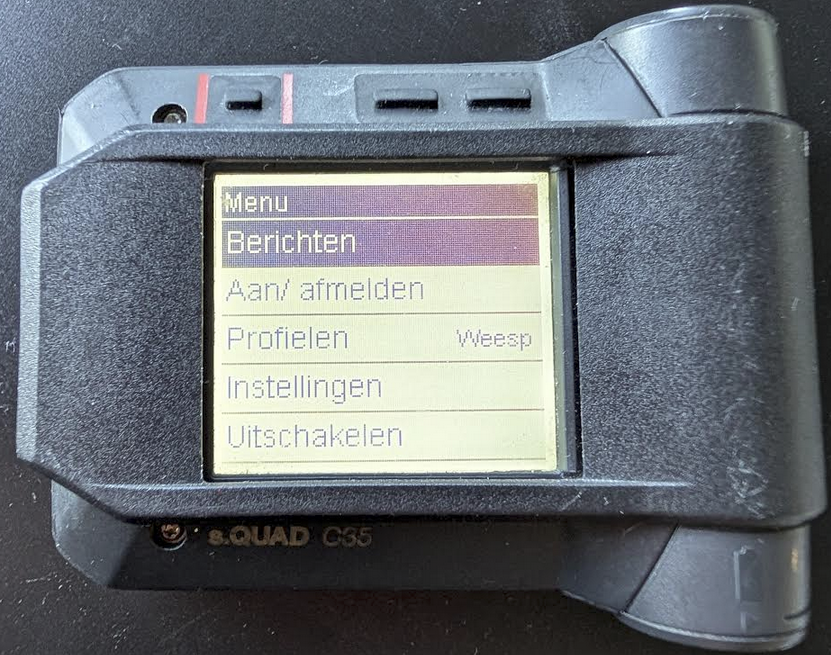 Menu
Berichten
Aan/ afmelden
Profielen Weesp
Instellingen
Uitschakelen
s.QUAD C35